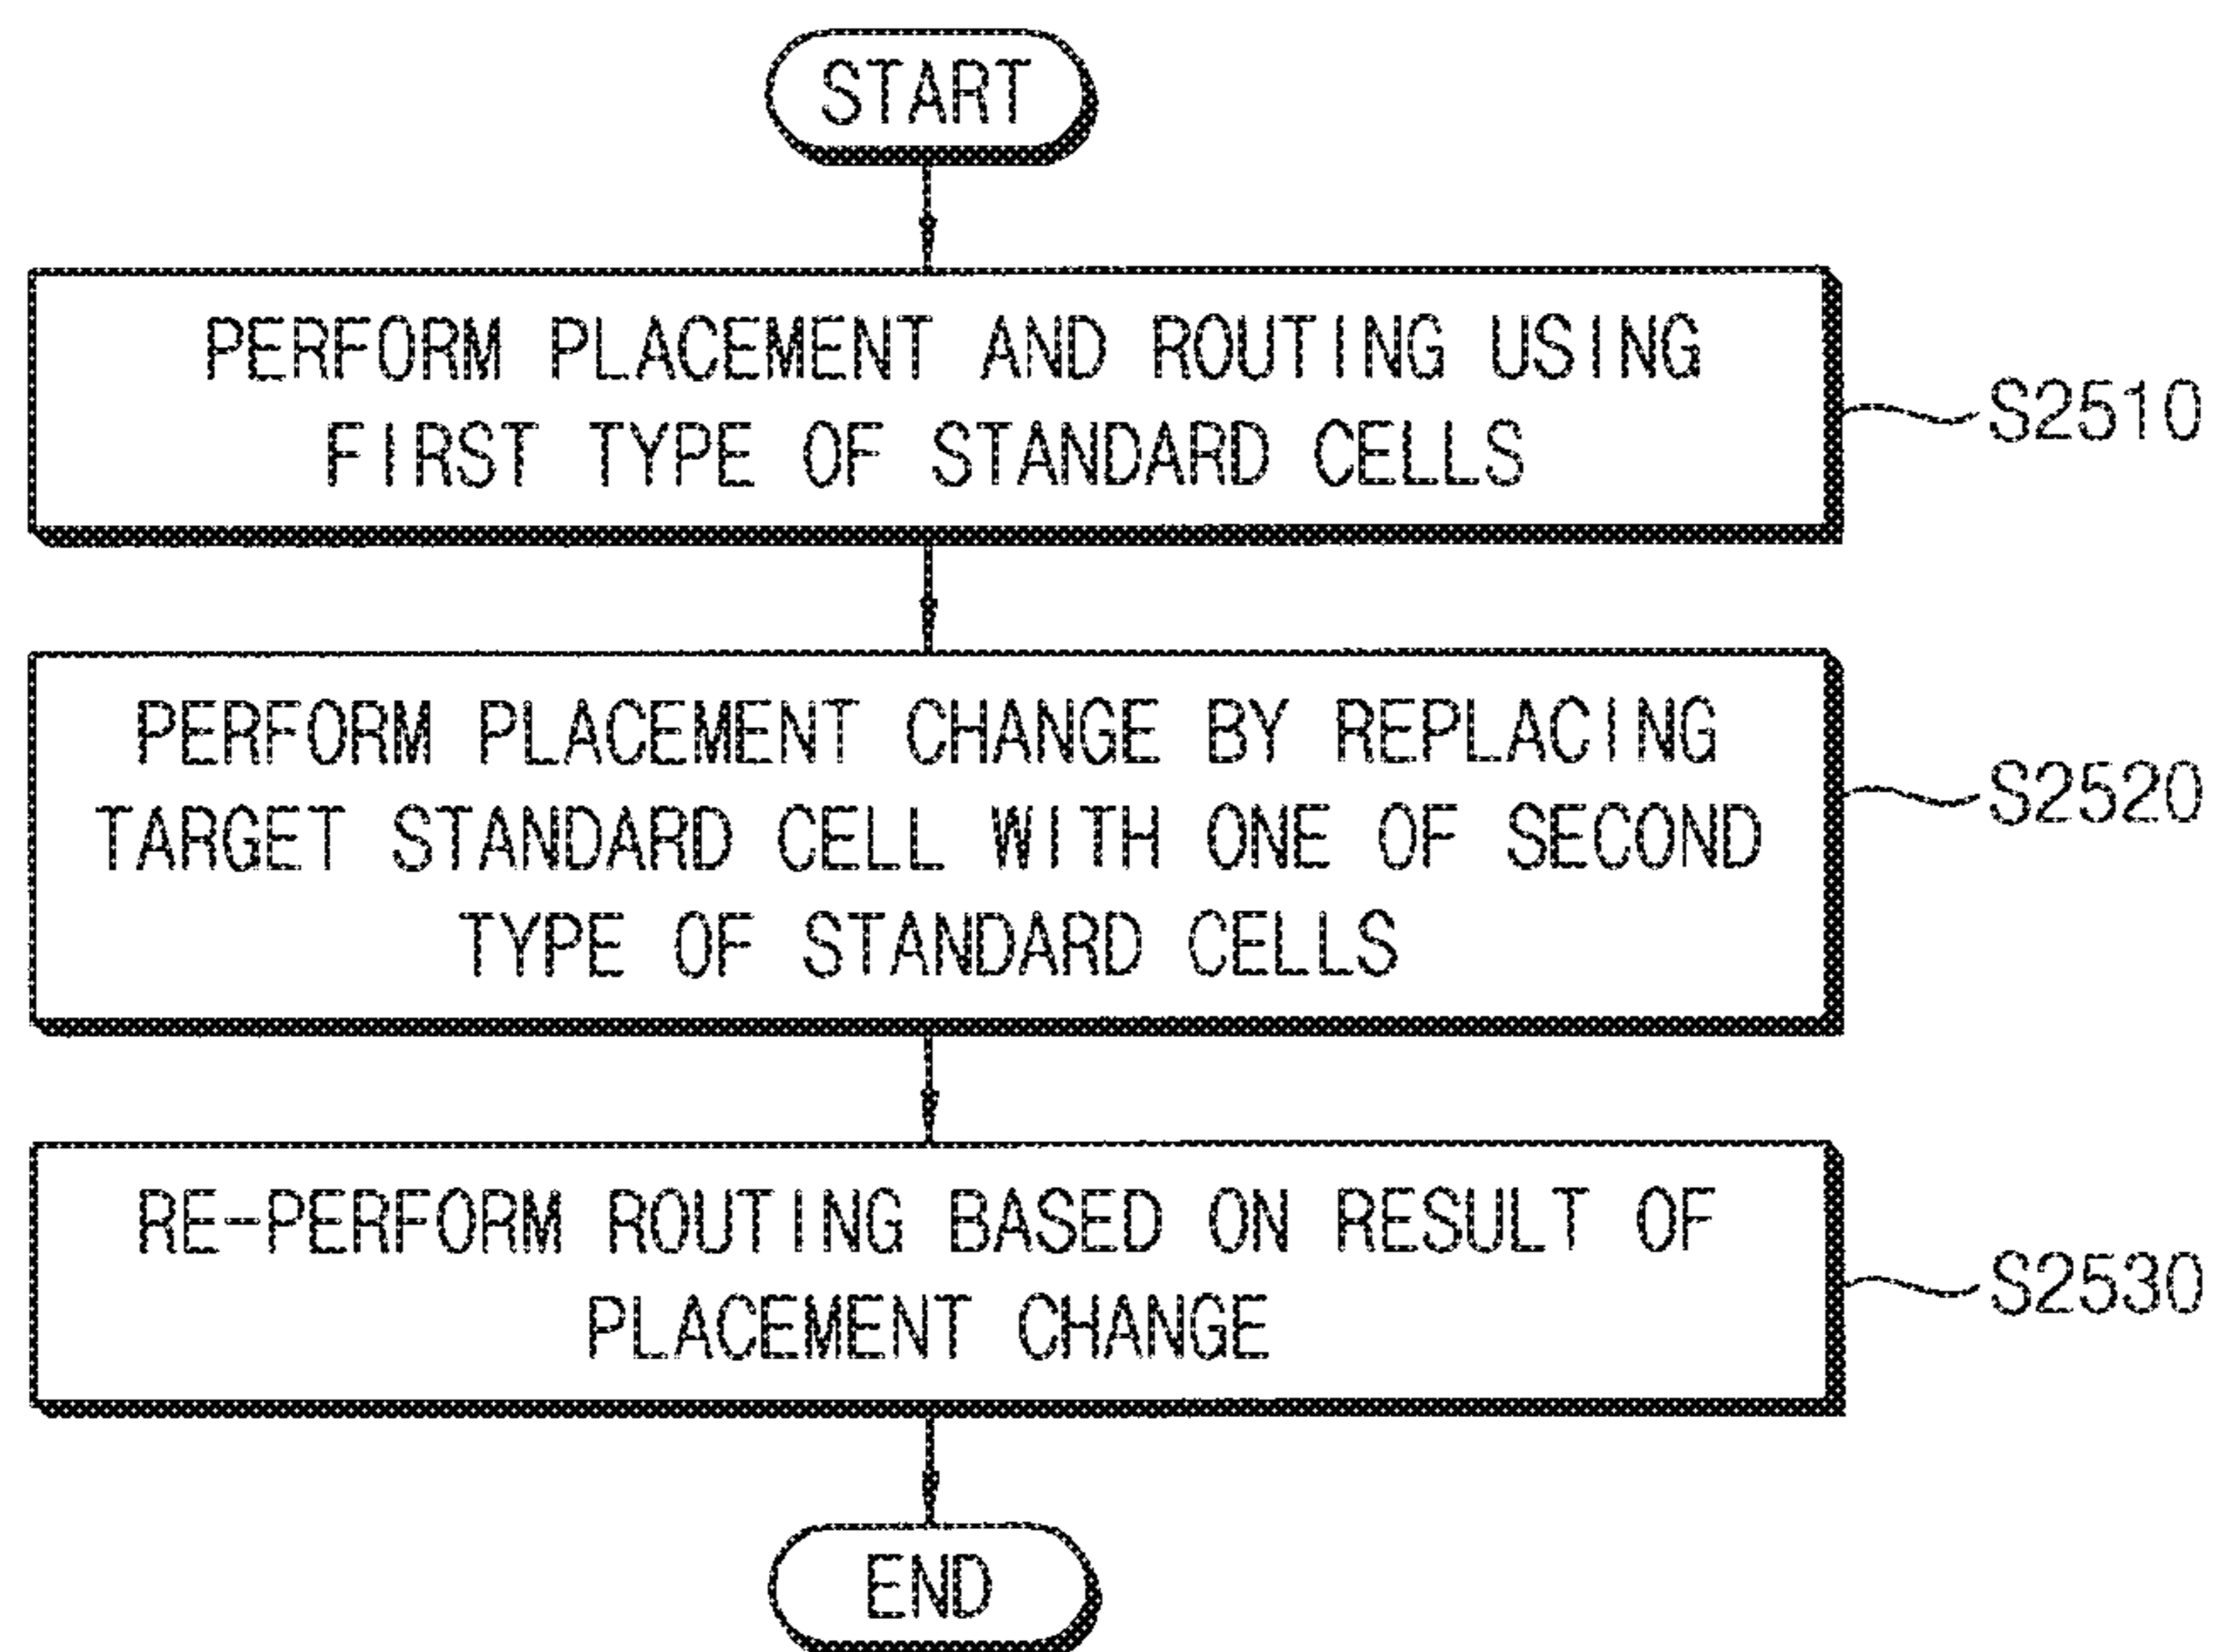 START
PERFORM PLACEMENT AND ROUTING USING
FIRST TYPE OF STANDARD CELLS
S2510
PERFORM PLACEMENT CHANGE BY REPLACING
TARGET STANDARD CELL WITH ONE OF SECOND
TYPE OF STANDARD CELLS
S2520
RE-PERFORM ROUTING BASED ON RESULT OF
PLACEMENT CHANGE
S2530
END